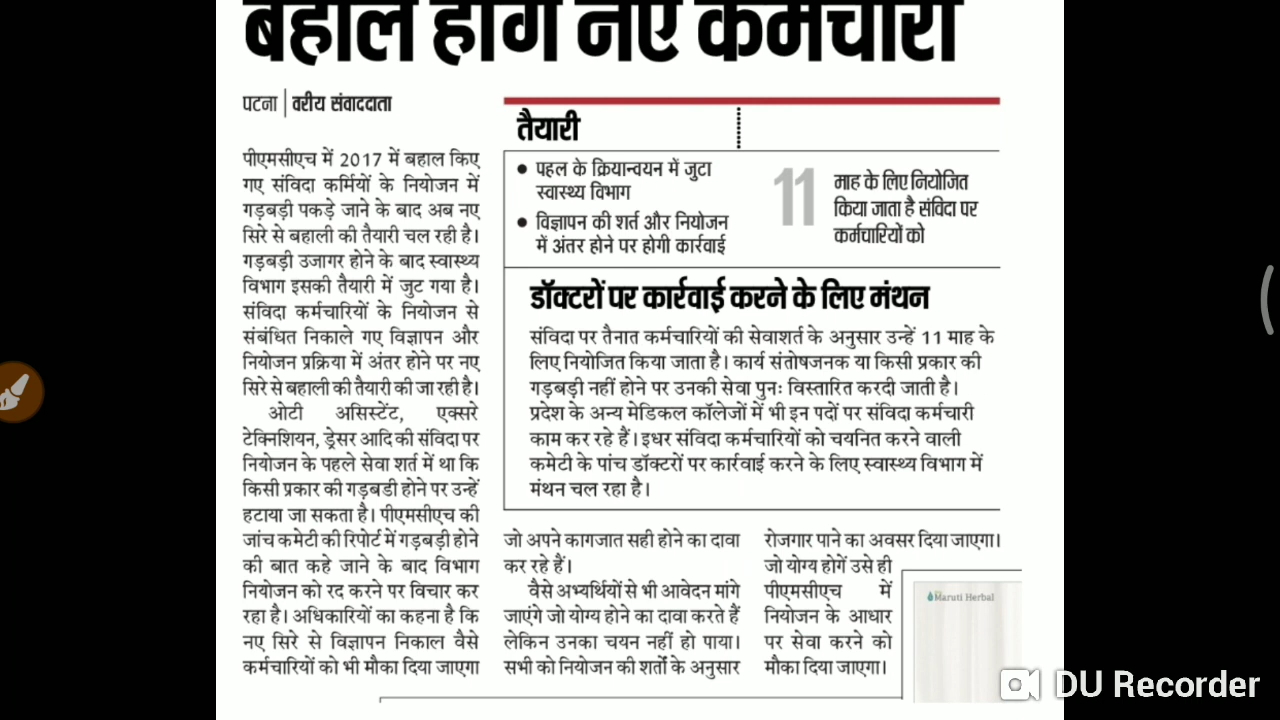 बहाल होंगे नए कर्मचारी
पटना | वरीय संवाददाता
पीएमसीएच में 2017 में बहाल किए
गए संविदा कर्मियों के नियोजन में
गड़बड़ी पकड़े जाने के बाद अब नए
सिरे से बहाली की तैयारी चल रही है।
गड़बड़ी उजागर होने के बाद स्वास्थ्य
विभाग इसकी तैयारी में जुट गया है।
संविदा कर्मचारियों के नियोजन से
संबंधित निकाले गए विज्ञापन और
नियोजन प्रक्रिया में अंतर होने पर नए
सिरे से बहाली की तैयारी की जा रही है।
ओटी असिस्टेंट, एक्सरे
टेक्निशियन, ड्रेसर आदि की संविदा पर
नियोजन के पहले सेवा शर्त में था कि
किसी प्रकार की गड़बडी होने पर उन्हें
हटाया जा सकता है। पीएमसीएच की
जांच कमेटी की रिपोर्ट में गड़बड़ी होने
की बात कहे जाने के बाद विभाग
नियोजन को रद करने पर विचार कर
रहा है। अधिकारियों का कहना है कि
नए सिरे से विज्ञापन निकाल वैसे
कर्मचारियों को भी मौका दिया जाएगा
तैयारी
• पहल के क्रियान्वयन में जुटा
स्वास्थ्य विभाग
• विज्ञापन की शर्त और नियोजन
में अंतर होने पर होगी कार्रवाई
11 माह के लिए नियोजित
किया जाता है संविदा पर
कर्मचारियों को
डॉक्टरों पर कार्रवाई करने के लिए मंथन
संविदा पर तैनात कर्मचारियों की सेवाशर्त के अनुसार उन्हें 11 माह के
लिए नियोजित किया जाता है। कार्य संतोषजनक या किसी प्रकार की
गड़बड़ी नहीं होने पर उनकी सेवा पुनः विस्तारित करदी जाती है।
प्रदेश के अन्य मेडिकल कॉलेजों में भी इन पदों पर संविदा कर्मचारी
काम कर रहे हैं। इधर संविदा कर्मचारियों को चयनित करने वाली
कमेटी के पांच डॉक्टरों पर कार्रवाई करने के लिए स्वास्थ्य विभाग में
मंथन चल रहा है।
जो अपने कागजात सही होने का दावा
कर रहे हैं।
वैसे अभ्यर्थियों से भी आवेदन मांगे
जाएंगे जो योग्य होने का दावा करते हैं
लेकिन उनका चयन नहीं हो पाया।
सभी को नियोजन की शर्तों के अनुसार
रोजगार पाने का अवसर दिया जाएगा।
जो योग्य होगें उसे ही
पीएमसीएच में
नियोजन के आधार
पर सेवा करने को
मौका दिया जाएगा।
Maruti Herbal
DU Recorder